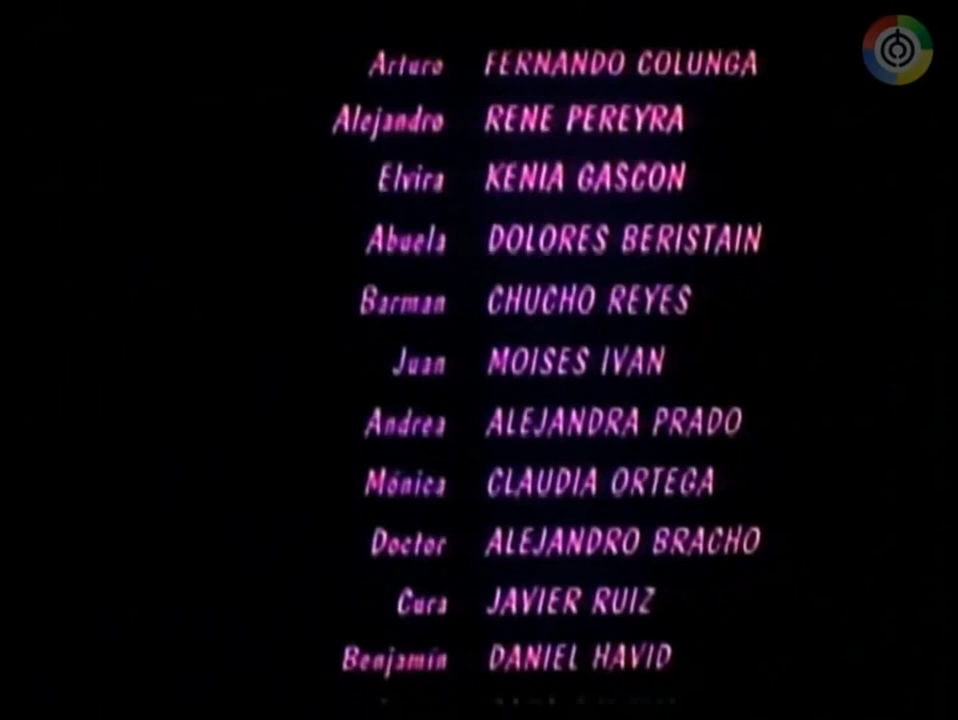 Arturo FERNANDO COLUNGA
Alejandro RENE PEREYRA
Elvira KENIA GASCON
Abuela DOLORES BERISTAIN
Barman CHUCHO REYES
Juan MOISES IVAN
Andrea ALEJANDRA PRADO
Mónica CLAUDIA ORTEGA
Doctor ALEJANDRO BRACHO
Cura JAVIER RUIZ
Benjamín DANIEL HAVID